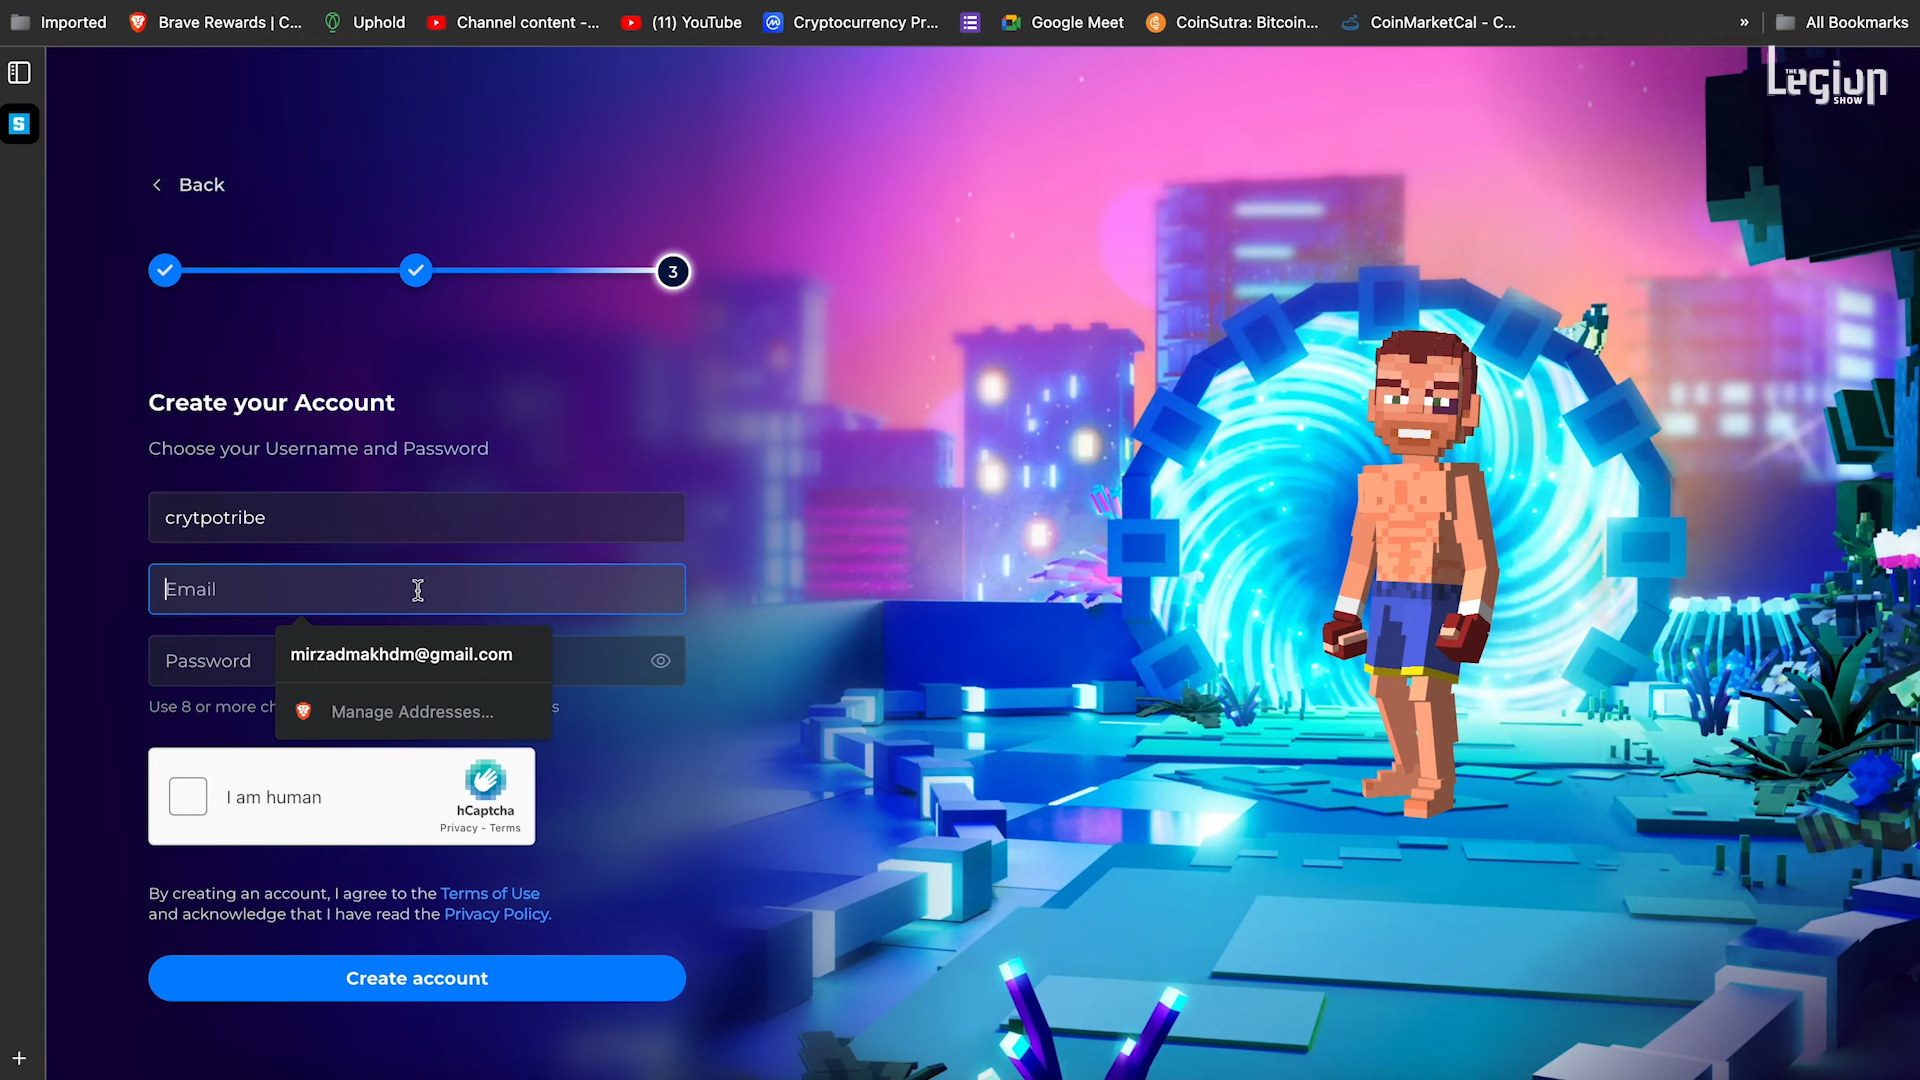 Imported
Brave Rewards | C...
Uphold
Channel content -...
(11) YouTube
Cryptocurrency Pr...
Google Meet
CoinSutra: Bitcoin...
CoinMarketCal - C...
»
All Bookmarks
THE
Legion
SHOW
S
Back
3
Create your Account
Choose your Username and Password
crytpotribe
Email
mirzadmakhdm@gmail.com
Password
Manage Addresses...
Use 8 or more ch
s
I am human
hCaptcha
Privacy - Terms
By creating an account, I agree to the Terms of Use
and acknowledge that I have read the Privacy Policy.
Create account